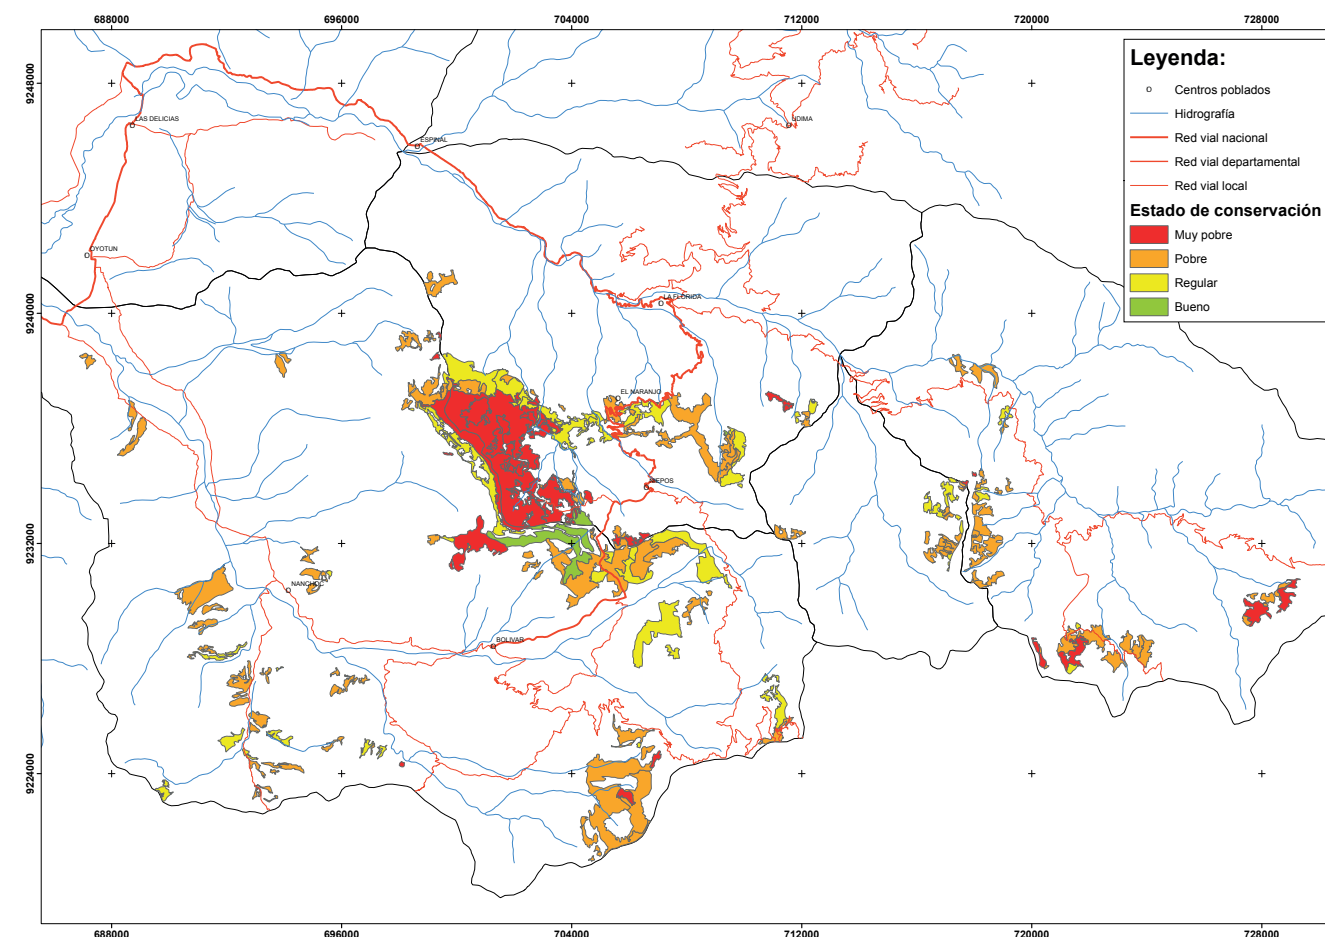 688000 696000 704000 712000 720000 728000
9248000
9240000
9232000
9224000
LAS DELICIAS
ESPINAL
UDIMA
OYOTUN
LA FLORIDA
EL NARANJO
NIEPOS
NANCHOC
BOLIVAR
Leyenda:
Centros poblados
Hidrografía
Red vial nacional
Red vial departamental
Red vial local
Estado de conservación
Muy pobre
Pobre
Regular
Bueno
688000 696000 704000 712000 720000 728000